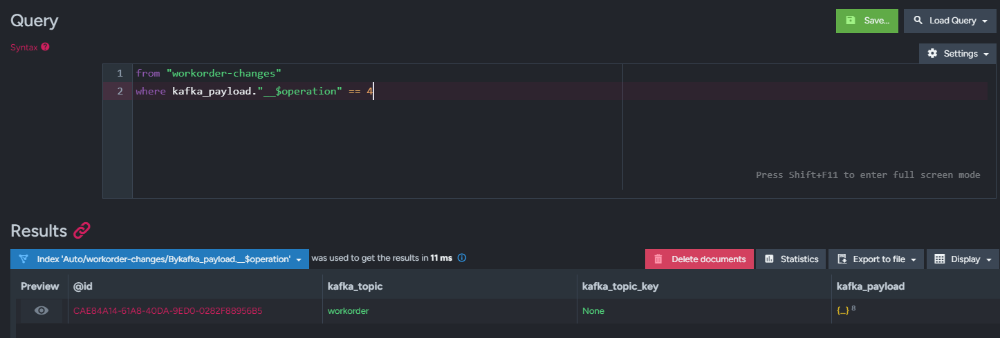 Query
Save...
Load Query
Syntax
Settings
1 from "workorder-changes"
2 where kafka_payload."__$operation" == 4
Press Shift+F11 to enter full screen mode
Results
Index 'Auto/workorder-changes/Bykafka_payload.__$operation' was used to get the results in 11 ms
Delete documents
Statistics
Export to file
Display
Preview @id kafka_topic kafka_topic_key kafka_payload
CAE84A14-61A8-40DA-9ED0-0282F88956B5 workorder None {...} 8